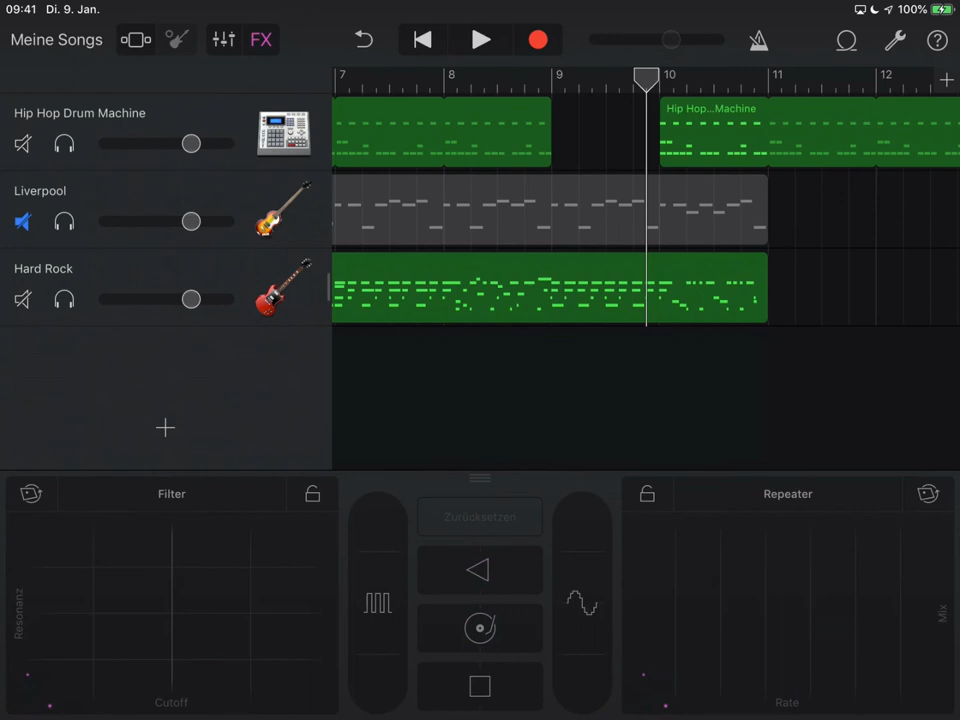 09:41 Di. 9. Jan. 100%
Meine Songs FX
7 8 9 10 11 12
Hip Hop Drum Machine
Hip Hop...Machine
Liverpool
Hard Rock
Filter
Zurücksetzen
Repeater
Resonanz
Mix
Cutoff
Rate